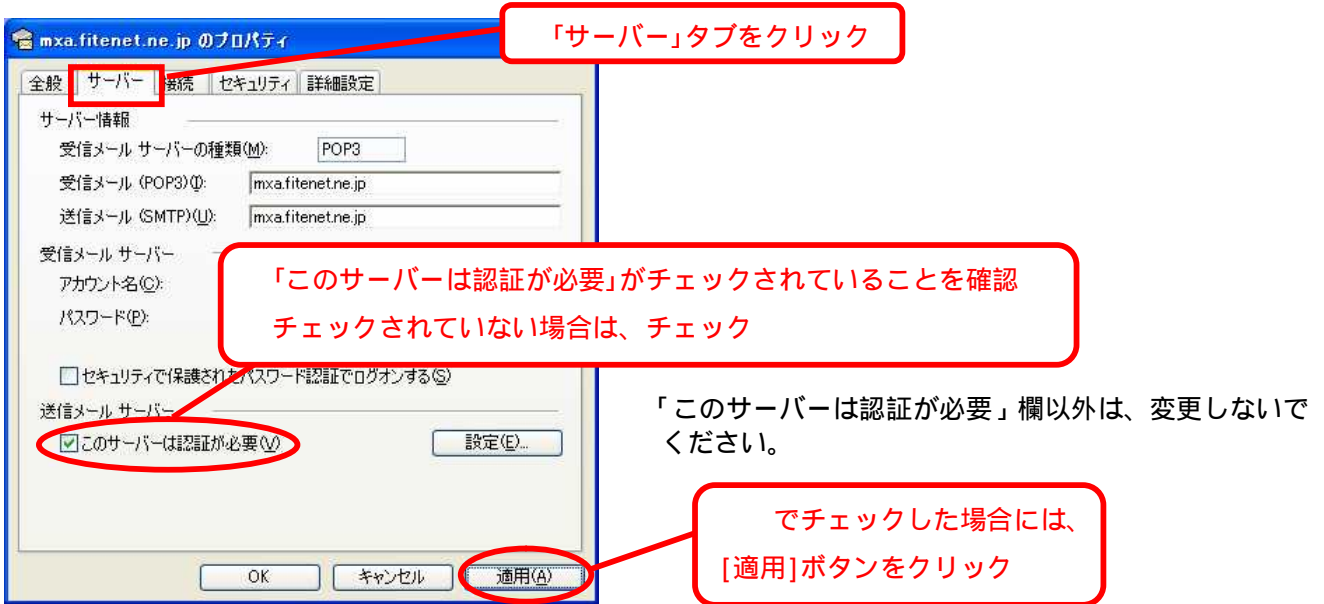 「サーバー」タブをクリック
mxa.fitenet.ne.jp のプロパティ
全般 サーバー 接続 セキュリティ 詳細設定
サーバー情報
受信メール サーバーの種類(M): POP3
受信メール (POP3)(I): mxa.fitenet.ne.jp
送信メール (SMTP)(U): mxa.fitenet.ne.jp
受信メール サーバー
アカウント名(C):
パスワード(P):
「このサーバーは認証が必要」がチェックされていることを確認
チェックされていない場合は、チェック
セキュリティで保護されたパスワード認証でログオンする(S)
送信メール サーバー
このサーバーは認証が必要(V) 設定(E)...
「このサーバーは認証が必要」欄以外は、変更しないで
ください。
でチェックした場合には、
[適用]ボタンをクリック
OK キャンセル 適用(A)